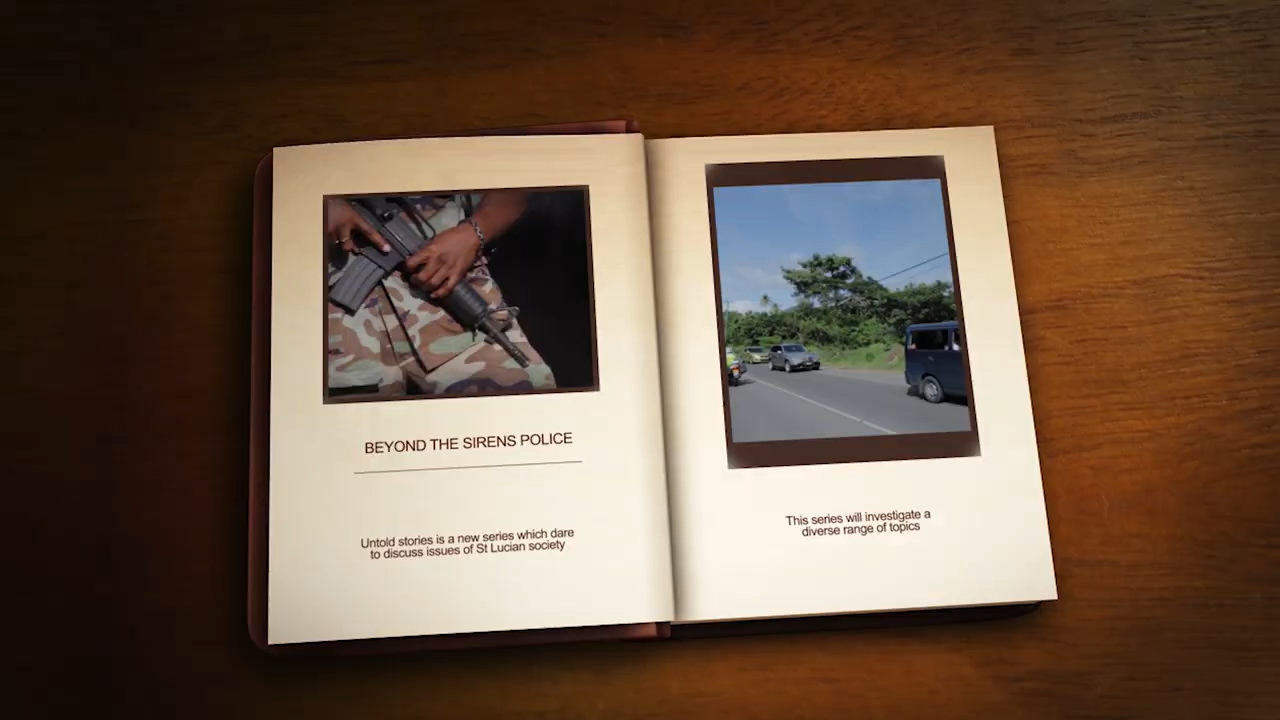 BEYOND THE SIRENS POLICE
Untold stories is a new series which dare
to discuss issues of St Lucian society
This series will investigate a
diverse range of topics